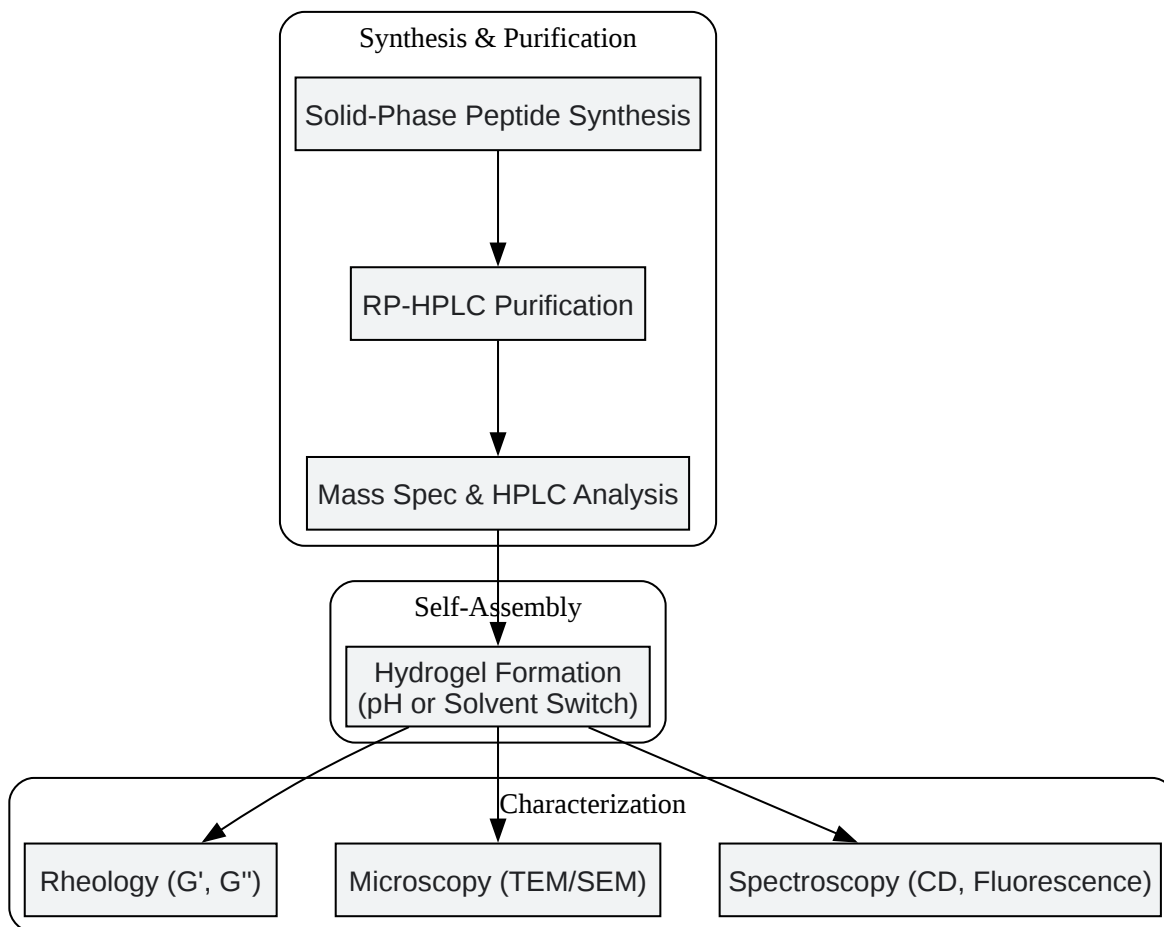 Synthesis & Purification
Solid-Phase Peptide Synthesis
RP-HPLC Purification
Mass Spec & HPLC Analysis
Self-Assembly
Hydrogel Formation
(pH or Solvent Switch)
Characterization
Rheology (G', G")
Microscopy (TEM/SEM)
Spectroscopy (CD, Fluorescence)